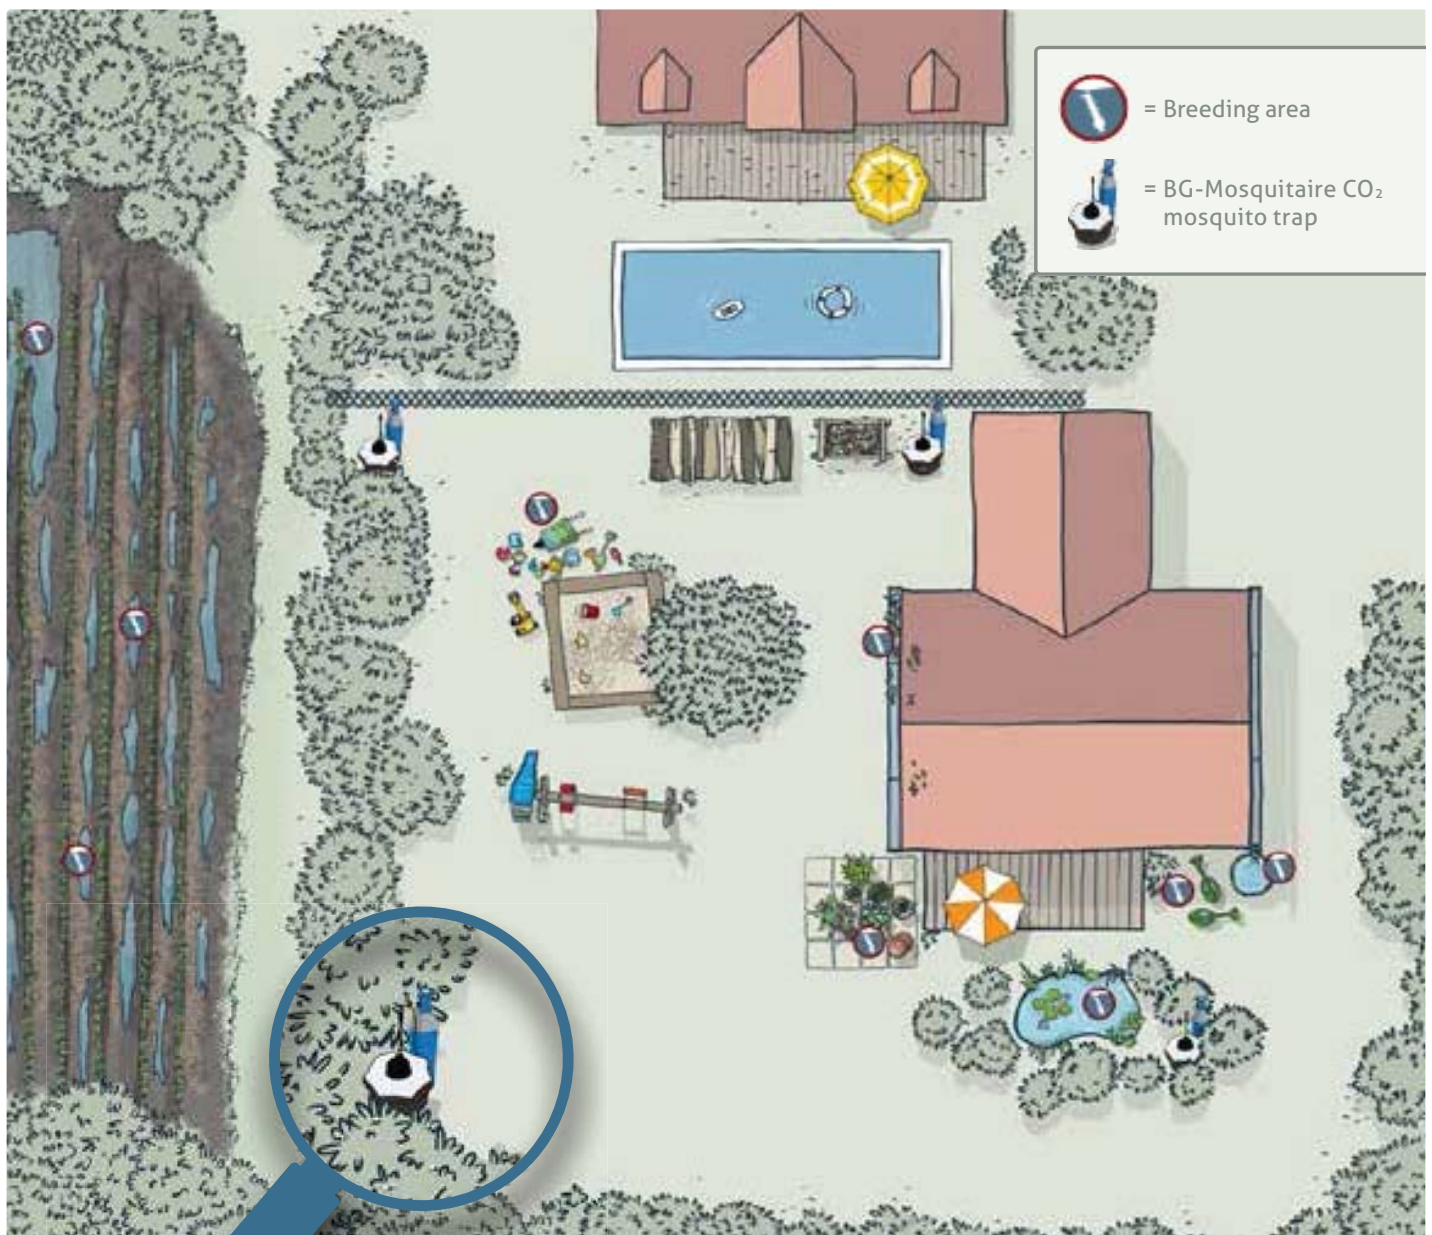 = Breeding area
= BG-Mosquitaire CO₂
mosquito trap